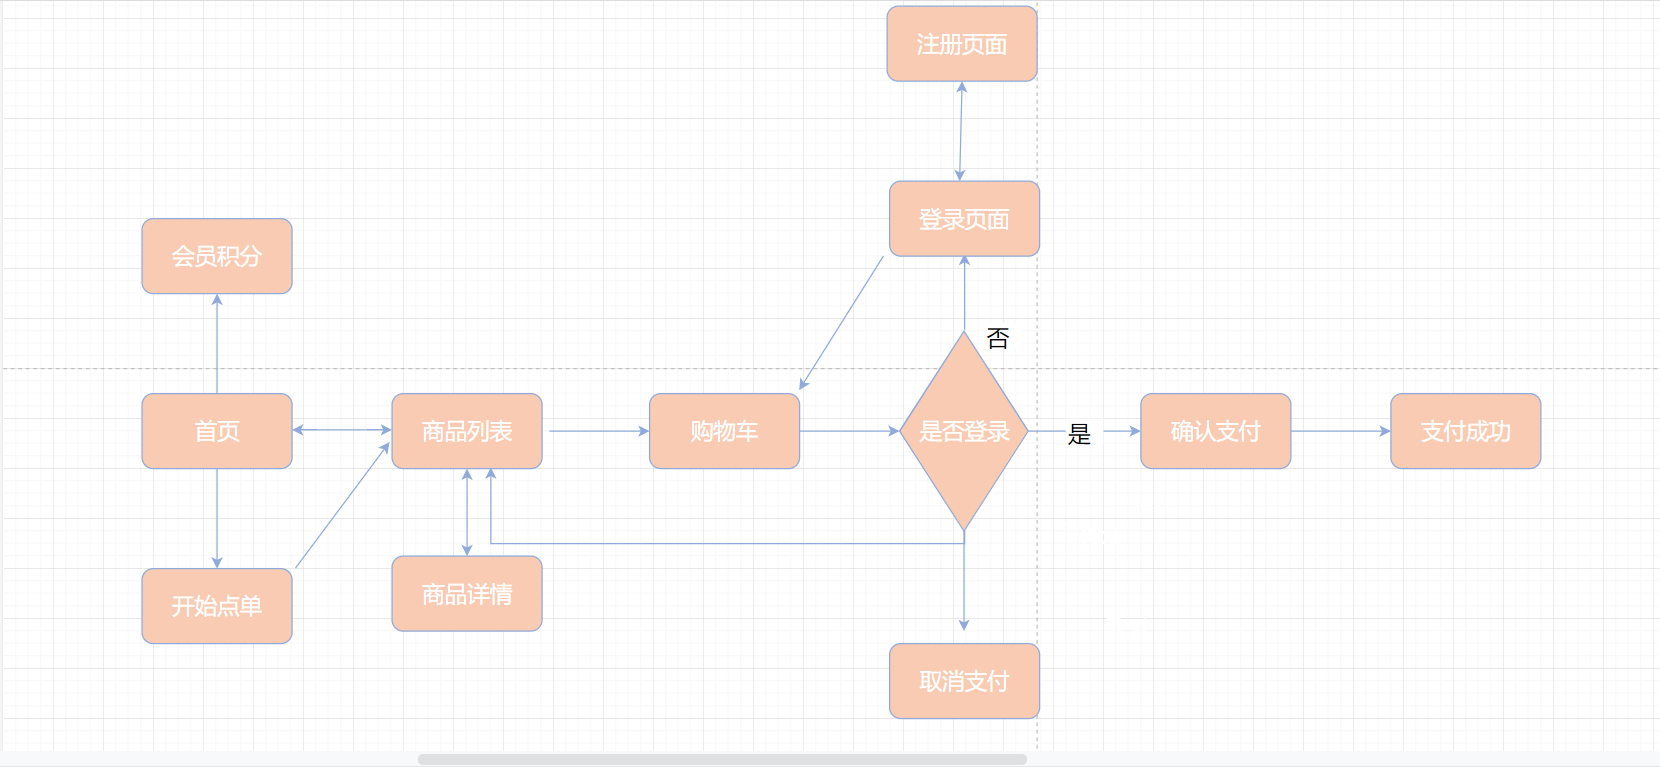 注册页面
登录页面
会员积分
否
首页
商品列表
购物车
是否登录
是
确认支付
支付成功
开始点单
商品详情
取消支付